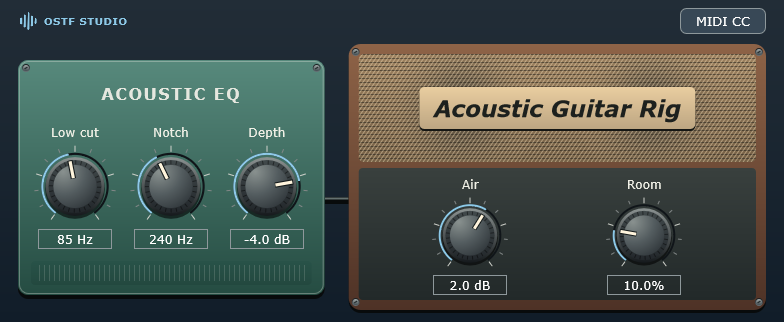 OSTF STUDIO
MIDI CC
ACOUSTIC EQ
Low cut Notch Depth
85 Hz 240 Hz -4.0 dB
Acoustic Guitar Rig
Air Room
2.0 dB 10.0%